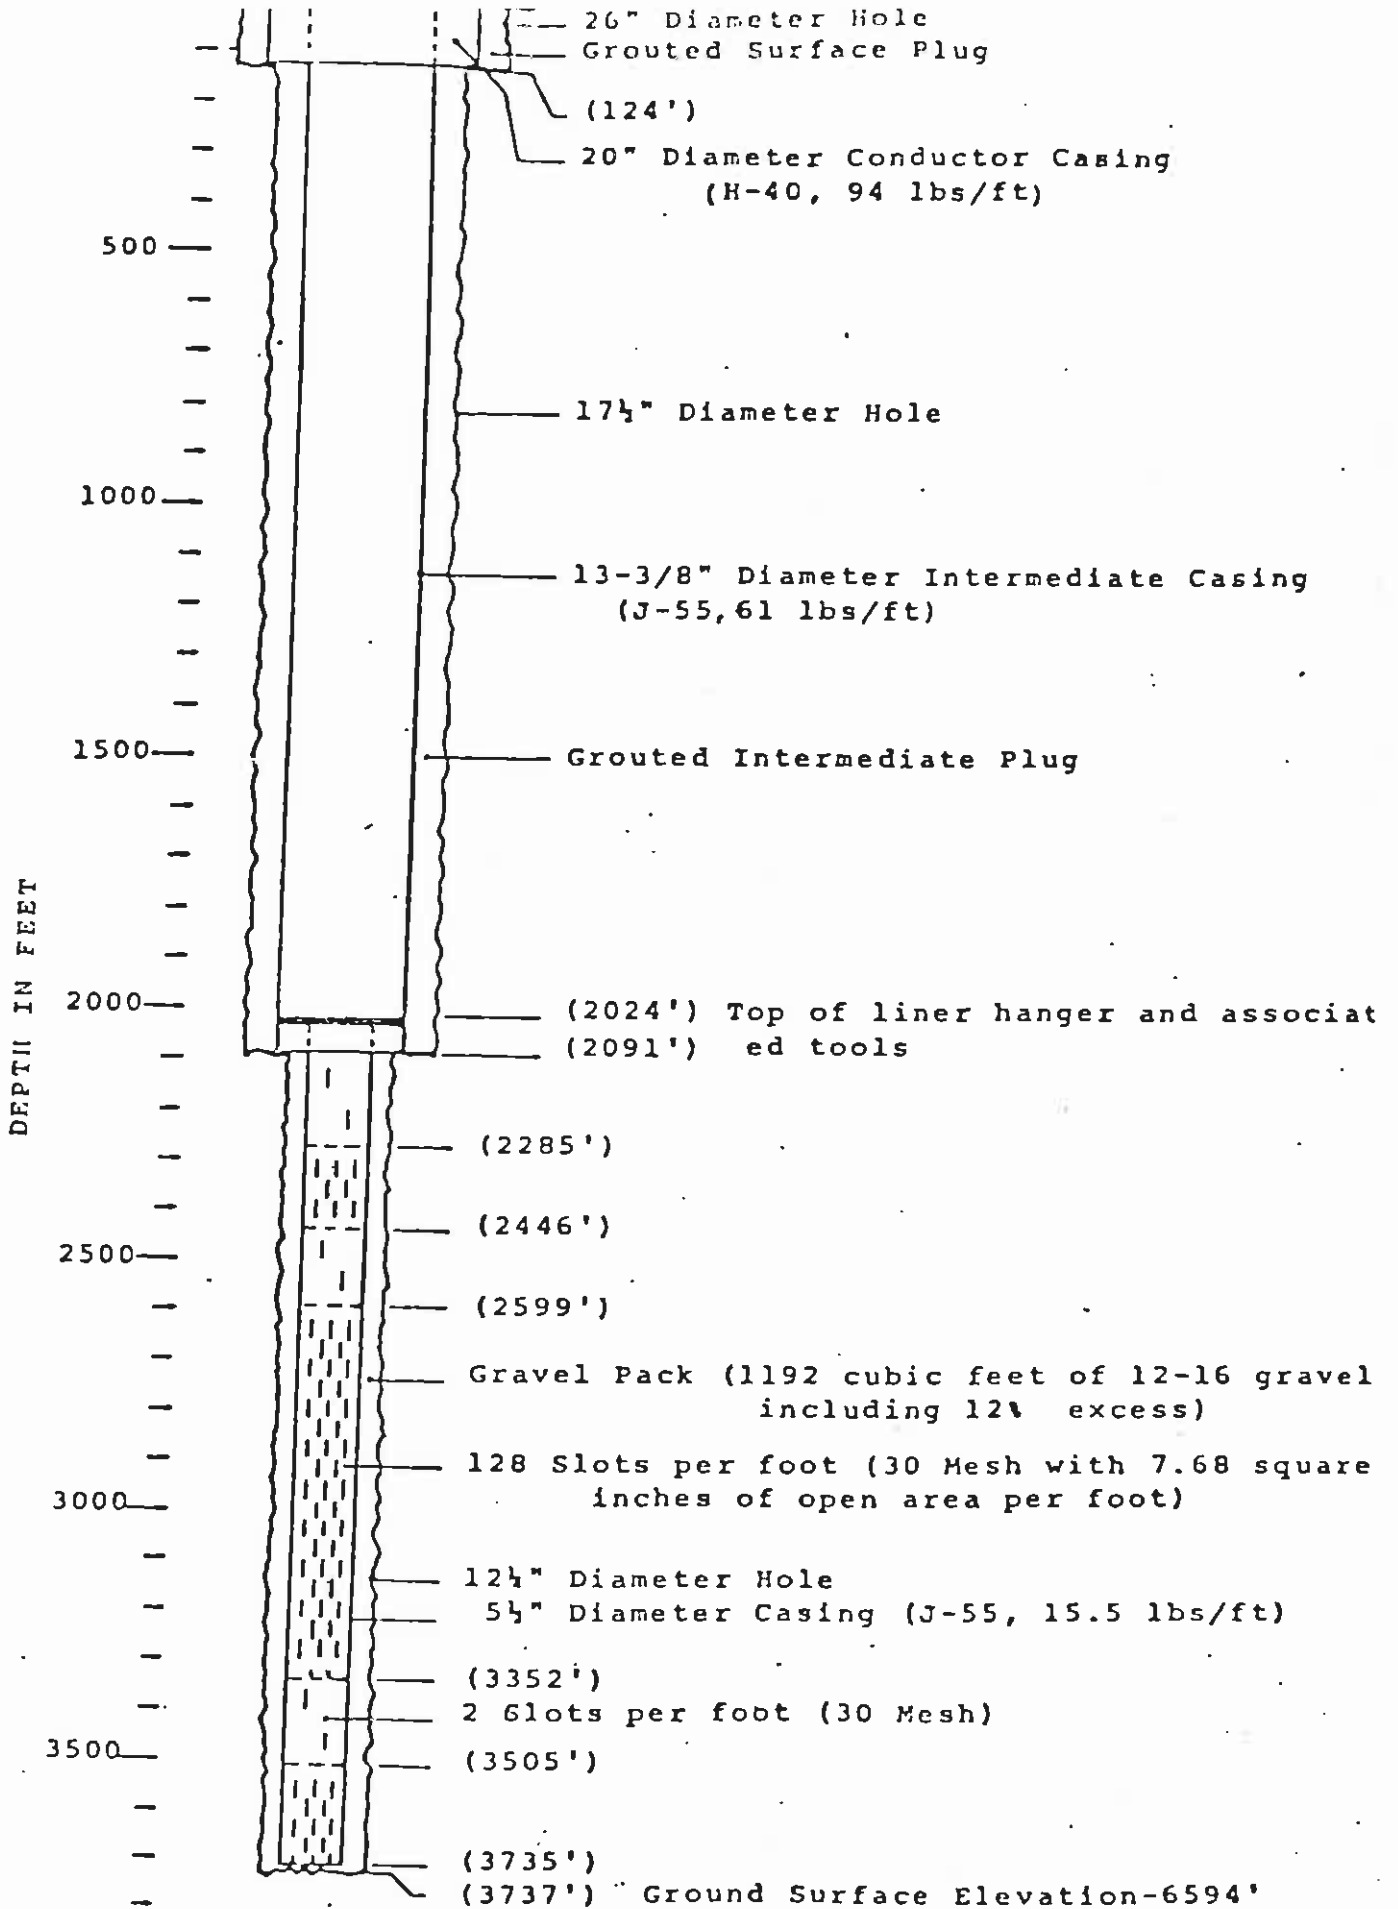 26" Diameter Hole
Grouted Surface Plug
(124')
20" Diameter Conductor Casing
(H-40, 94 lbs/ft)
500
17½" Diameter Hole
1000
13-3/8" Diameter Intermediate Casing
(J-55,61 lbs/ft)
1500
Grouted Intermediate Plug
DEPTH IN FEET
2000
(2024') Top of liner hanger and associat
(2091') ed tools
(2285')
(2446')
2500
(2599')
Gravel Pack (1192 cubic feet of 12-16 gravel
including 12% excess)
128 Slots per foot (30 Mesh with 7.68 square
inches of open area per foot)
3000
12¼" Diameter Hole
5½" Diameter Casing (J-55, 15.5 lbs/ft)
(3352')
2 Slots per foot (30 Mesh)
3500
(3505')
(3735')
(3737') Ground Surface Elevation-6594'